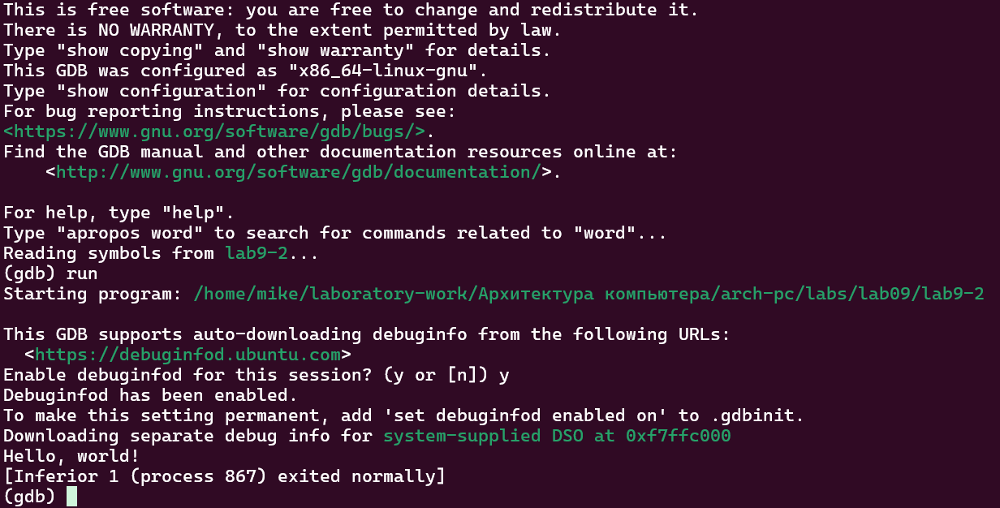 This is free software: you are free to change and redistribute it.
There is NO WARRANTY, to the extent permitted by law.
Type "show copying" and "show warranty" for details.
This GDB was configured as "x86_64-linux-gnu".
Type "show configuration" for configuration details.
For bug reporting instructions, please see:
<https://www.gnu.org/software/gdb/bugs/>.
Find the GDB manual and other documentation resources online at:
    <http://www.gnu.org/software/gdb/documentation/>.

For help, type "help".
Type "apropos word" to search for commands related to "word"...
Reading symbols from lab9-2...
(gdb) run
Starting program: /home/mike/laboratory-work/Архитектура компьютера/arch-pc/labs/lab09/lab9-2

This GDB supports auto-downloading debuginfo from the following URLs:
  <https://debuginfod.ubuntu.com>
Enable debuginfod for this session? (y or [n]) y
Debuginfod has been enabled.
To make this setting permanent, add 'set debuginfod enabled on' to .gdbinit.
Downloading separate debug info for system-supplied DSO at 0xf7ffc000
Hello, world!
[Inferior 1 (process 867) exited normally]
(gdb)